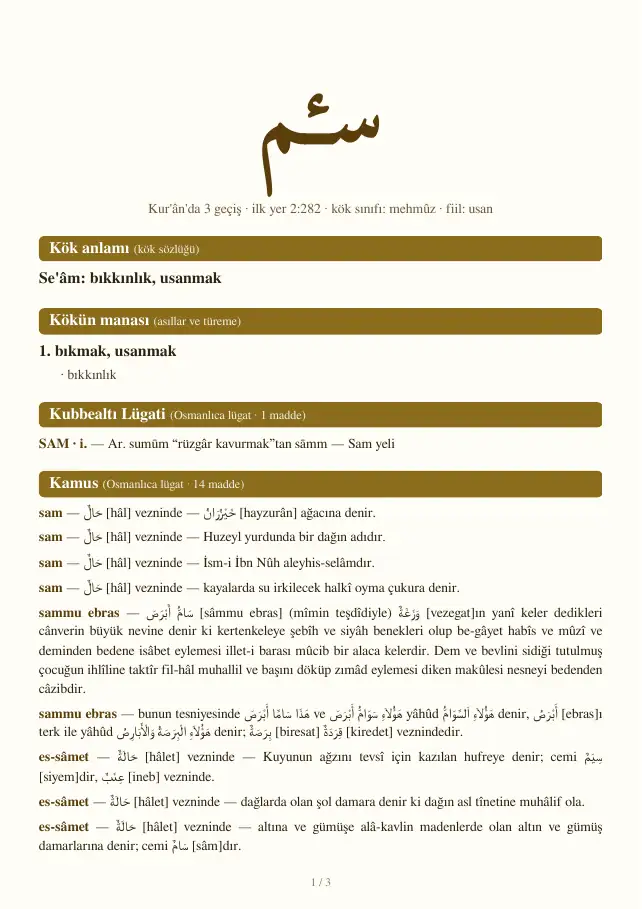 سئم
Kur'ân'da 3 geçiş · ilk yer 2:282 · kök sınıfı: mehmûz · fiil: usan
Kök anlamı (kök sözlüğü)
Se'âm: bıkkınlık, usanmak
Kökün manası (asıllar ve türeme)
1. bıkmak, usanmak
· bıkkınlık
Kubbealtı Lügati (Osmanlıca lügat · 1 madde)
SAM · i. — Ar. sumūm “rüzgâr kavurmak”tan sāmm — Sam yeli
Kamus (Osmanlıca lügat · 14 madde)
sam — حَالٌ [hâl] vezninde — خَيْزُرَانُ [hayzurân] ağacına denir.
sam — حَالٌ [hâl] vezninde — Huzeyl yurdunda bir dağın adıdır.
sam — حَالٌ [hâl] vezninde — İsm-i İbn Nûh aleyhis-selâmdır.
sam — حَالٌ [hâl] vezninde — kayalarda su irkilecek halkî oyma çukura denir.
sammu ebras — سَامُّ أَبْرَصَ [sâmmu ebras] (mîmin teşdîdiyle) وَزَغَةٌ [vezegat]ın yanî keler dedikleri
cânverin büyük nevine denir ki kertenkeleye şebîh ve siyâh benekleri olup be-gâyet habîs ve mûzî ve
deminden bedene isâbet eylemesi illet-i barası mûcib bir alaca kelerdir. Dem ve bevlini sidiği tutulmuş
çocuğun ihlîline taktîr fil-hâl muhallil ve başını döküp zımâd eylemesi diken makûlesi nesneyi bedenden
câzibdir.
sammu ebras — bunun tesniyesinde هَذَا سَامَّا أَبْرَصَ ve هَؤُلَاءِ سَوَامُّ أَبْرَصَ yâhûd هَؤُلَاءِ اَلسَّوَامُّ denir, أَبْرَصُ [ebras]ı
terk ile yâhûd هَؤُلَاءِ الْبِرَصَةُ وَالْأَبَارِصُ denir; بِرَصَةٌ [biresat] قِرَدَةٌ [kiredet] veznindedir.
es-sâmet — حَالَةٌ [hâlet] vezninde — Kuyunun ağzını tevsî için kazılan hufreye denir; cemi سِيَمٌ
[siyem]dir, عِنَبٌ [ineb] vezninde.
es-sâmet — حَالَةٌ [hâlet] vezninde — dağlarda olan şol damara denir ki dağın asl tînetine muhâlif ola.
es-sâmet — حَالَةٌ [hâlet] vezninde — altına ve gümüşe alâ-kavlin madenlerde olan altın ve gümüş
damarlarına denir; cemi سَامٌ [sâm]dır.
1 / 3